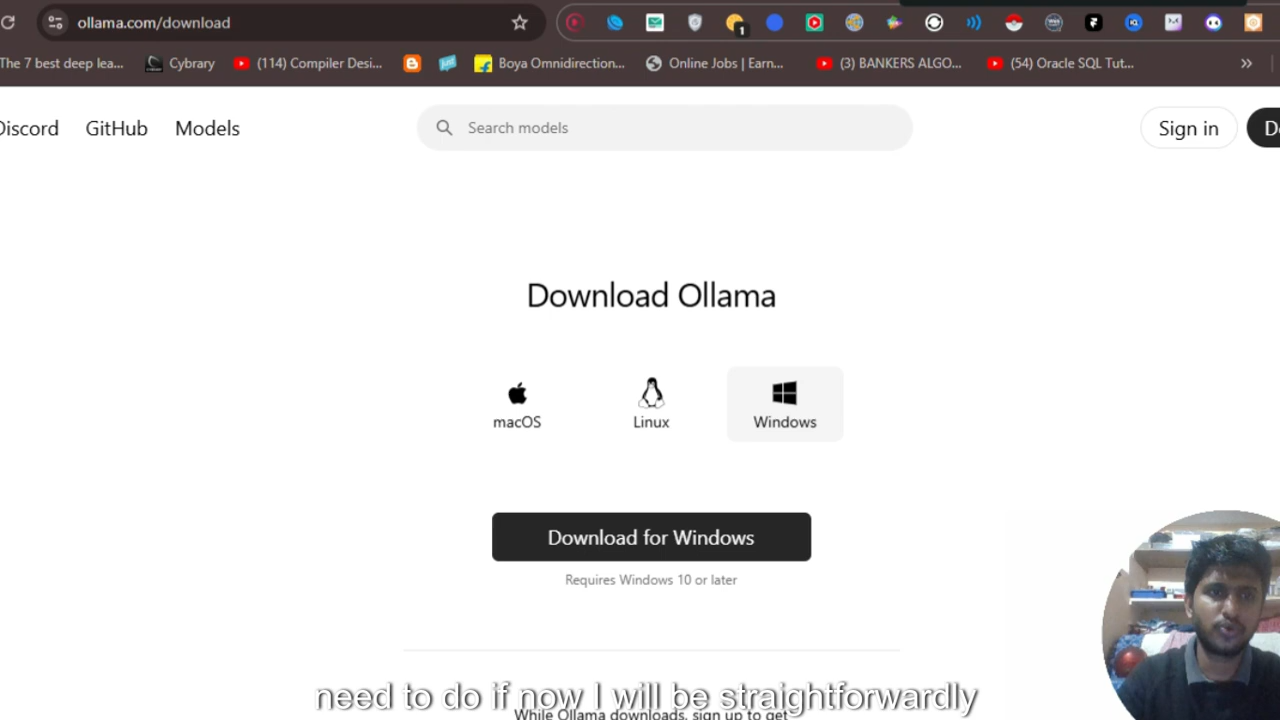 ollama.com/download
1
The 7 best deep lea...
Cybrary
(114) Compiler Desi...
Boya Omnidirection...
Online Jobs | Earn...
(3) BANKERS ALGO...
(54) Oracle SQL Tut...
Discord
GitHub
Models
Search models
Sign in
Download Ollama
macOS
Linux
Windows
Download for Windows
Requires Windows 10 or later
need to do if now I will be straightforwardly
While Ollama downloads, sign up to get